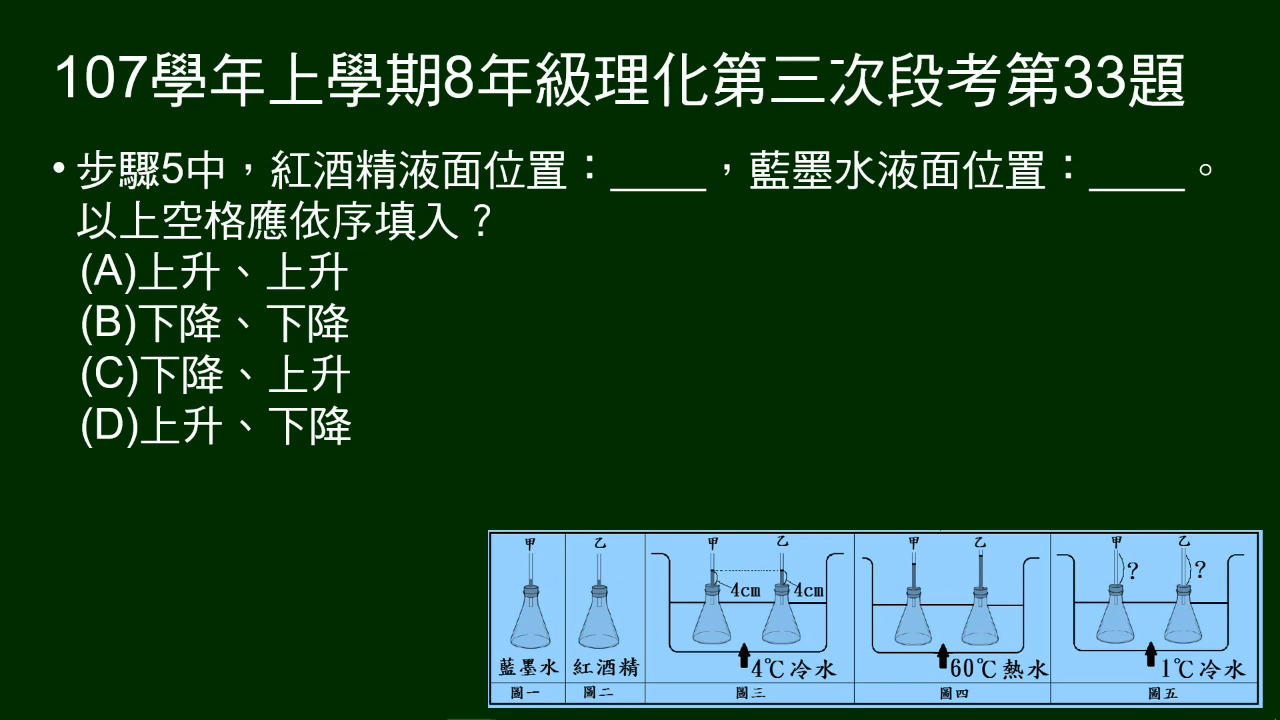 107學年上學期8年級理化第三次段考第33題
• 步驟5中，紅酒精液面位置：____，藍墨水液面位置：____。
以上空格應依序填入？
(A)上升、上升
(B)下降、下降
(C)下降、上升
(D)上升、下降
甲 乙 甲 乙 甲 乙 甲 乙
4cm 4cm ? ?
藍墨水 紅酒精 4℃冷水 60℃熱水 1℃冷水
圖一 圖二 圖三 圖四 圖五